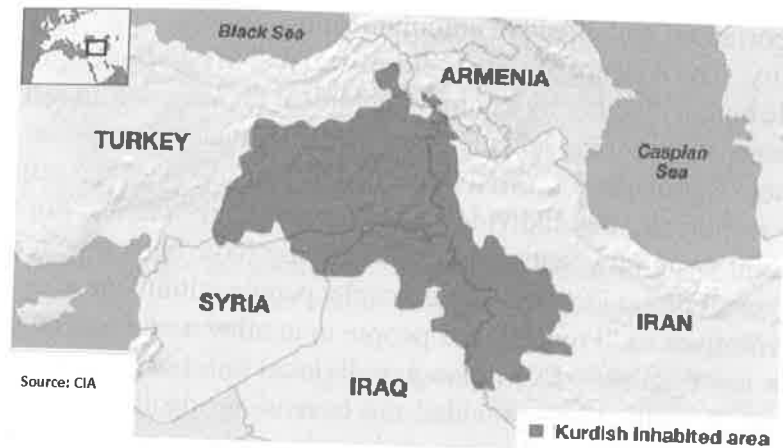 Black Sea
ARMENIA
TURKEY
Caspian
Sea
SYRIA
IRAN
Source: CIA
IRAQ
Kurdish inhabited area